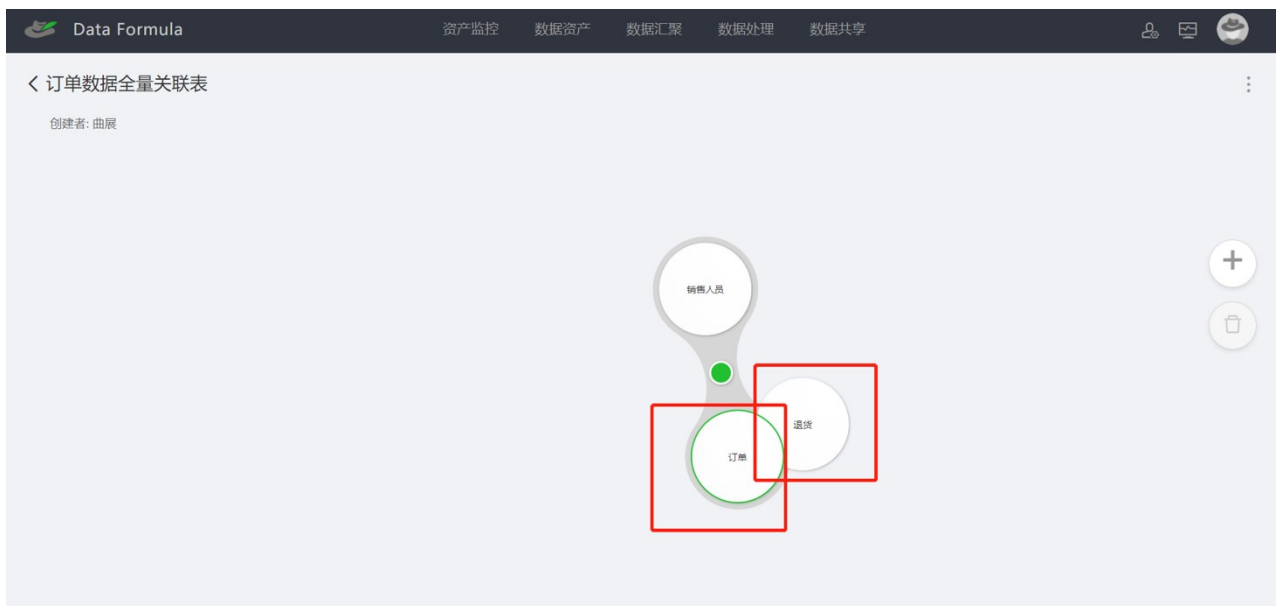 Data Formula
资产监控 数据资产 数据汇聚 数据处理 数据共享
订单数据全量关联表
创建者: 曲展
销售人员
退货
订单